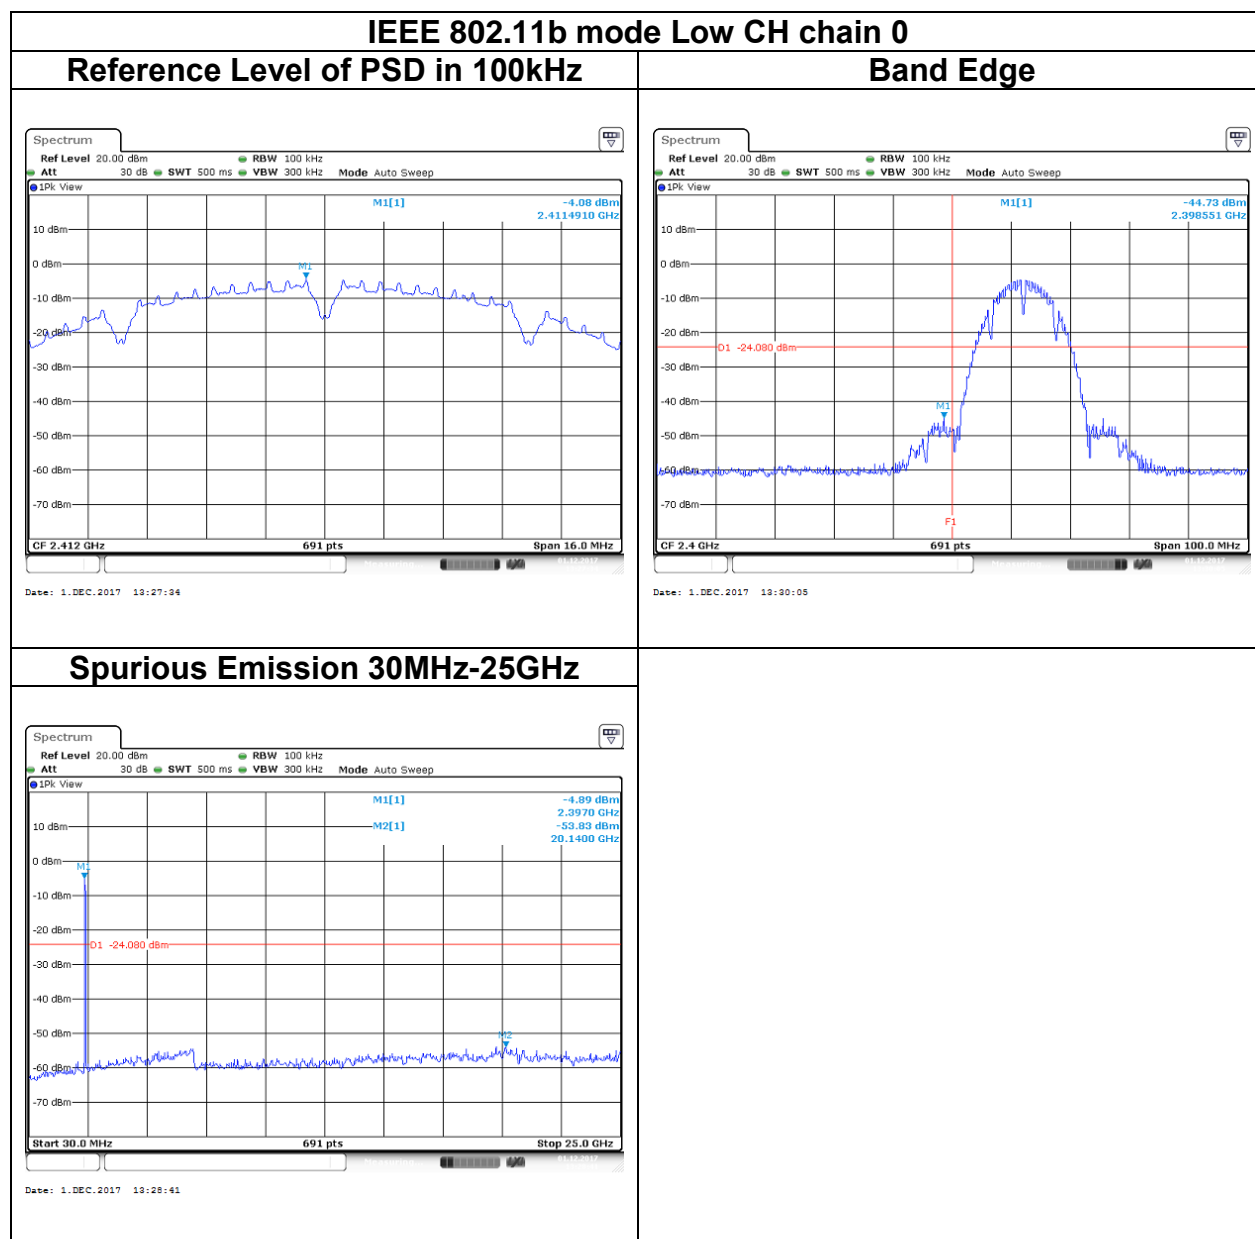 IEEE 802.11b mode Low CH chain 0
Reference Level of PSD in 100kHz
Spectrum
Ref Level 20.00 dBm RBW 100 kHz
Att 30 dB SWT 500 ms VBW 300 kHz Mode Auto Sweep
1Pk View
M1[1] -4.08 dBm
2.4114910 GHz
10 dBm
0 dBm
M1
-10 dBm
-20 dBm
-30 dBm
-40 dBm
-50 dBm
-60 dBm
-70 dBm
CF 2.412 GHz 691 pts Span 16.0 MHz
Measuring 01.12.2017
Date: 1.DEC.2017 13:27:34
Band Edge
Spectrum
Ref Level 20.00 dBm RBW 100 kHz
Att 30 dB SWT 500 ms VBW 300 kHz Mode Auto Sweep
1Pk View
M1[1] -44.73 dBm
2.398551 GHz
10 dBm
0 dBm
-10 dBm
-20 dBm
D1 -24.080 dBm
-30 dBm
-40 dBm
M1
-50 dBm
-60 dBm
-70 dBm
F1
CF 2.4 GHz 691 pts Span 100.0 MHz
Measuring 01.12.2017
Date: 1.DEC.2017 13:30:05
Spurious Emission 30MHz-25GHz
Spectrum
Ref Level 20.00 dBm RBW 100 kHz
Att 30 dB SWT 500 ms VBW 300 kHz Mode Auto Sweep
1Pk View
M1[1] -4.89 dBm
2.3970 GHz
10 dBm M2[1] -53.83 dBm
20.1400 GHz
0 dBm
M1
-10 dBm
-20 dBm
D1 -24.080 dBm
-30 dBm
-40 dBm
-50 dBm
M2
-60 dBm
-70 dBm
Start 30.0 MHz 691 pts Stop 25.0 GHz
Measuring 01.12.2017
Date: 1.DEC.2017 13:28:41